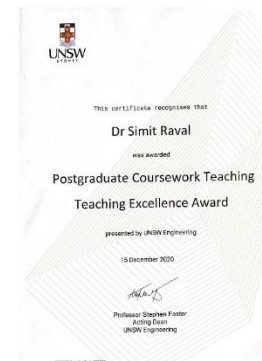 UNSW
SYDNEY
This certificate recognises that
Dr Simit Raval
was awarded
Postgraduate Coursework Teaching
Teaching Excellence Award
presented by UNSW Engineering
15 December 2020
Professor Stephen Foster
Acting Dean
UNSW Engineering